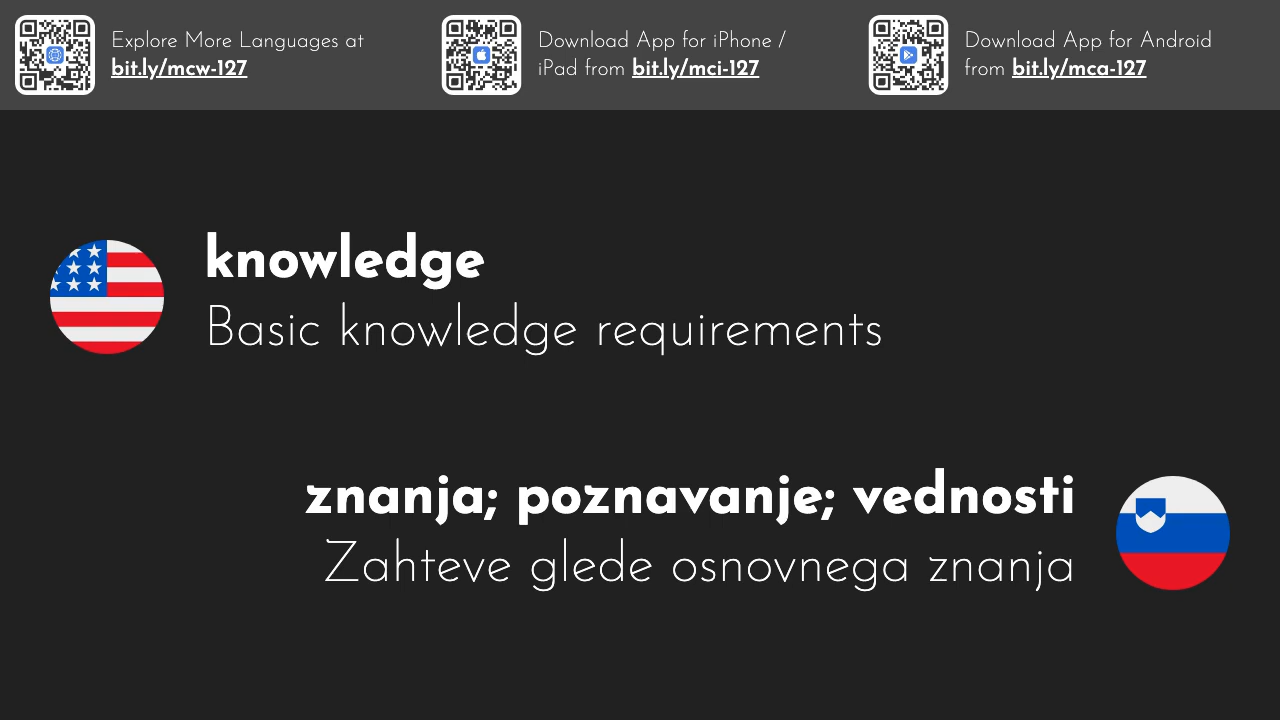 Explore More Languages at
bit.ly/mcw-127
Download App for iPhone /
iPad from bit.ly/mci-127
Download App for Android
from bit.ly/mca-127
knowledge
Basic knowledge requirements
znanja; poznavanje; vednosti
Zahteve glede osnovnega znanja